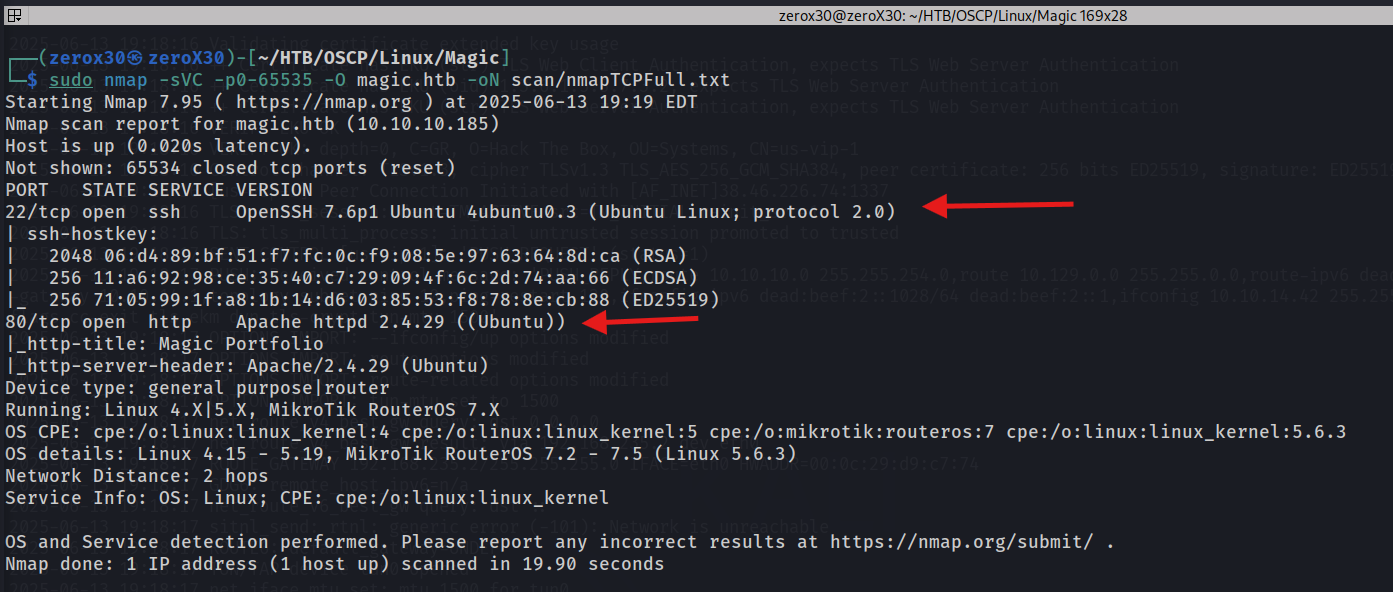 zerox30@zeroX30: ~/HTB/OSCP/Linux/Magic 169x28
┌──(zerox30㉿zeroX30)-[~/HTB/OSCP/Linux/Magic]
└─$ sudo nmap -sVC -p0-65535 -O magic.htb -oN scan/nmapTCPFull.txt
Starting Nmap 7.95 ( https://nmap.org ) at 2025-06-13 19:19 EDT
Nmap scan report for magic.htb (10.10.10.185)
Host is up (0.020s latency).
Not shown: 65534 closed tcp ports (reset)
PORT   STATE SERVICE VERSION
22/tcp open  ssh     OpenSSH 7.6p1 Ubuntu 4ubuntu0.3 (Ubuntu Linux; protocol 2.0)
| ssh-hostkey:
|   2048 06:d4:89:bf:51:f7:fc:0c:f9:08:5e:97:63:64:8d:ca (RSA)
|   256 11:a6:92:98:ce:35:40:c7:29:09:4f:6c:2d:74:aa:66 (ECDSA)
|_  256 71:05:99:1f:a8:1b:14:d6:03:85:53:f8:78:8e:cb:88 (ED25519)
80/tcp open  http    Apache httpd 2.4.29 ((Ubuntu))
|_http-title: Magic Portfolio
|_http-server-header: Apache/2.4.29 (Ubuntu)
Device type: general purpose|router
Running: Linux 4.X|5.X, MikroTik RouterOS 7.X
OS CPE: cpe:/o:linux:linux_kernel:4 cpe:/o:linux:linux_kernel:5 cpe:/o:mikrotik:routeros:7 cpe:/o:linux:linux_kernel:5.6.3
OS details: Linux 4.15 - 5.19, MikroTik RouterOS 7.2 - 7.5 (Linux 5.6.3)
Network Distance: 2 hops
Service Info: OS: Linux; CPE: cpe:/o:linux:linux_kernel
OS and Service detection performed. Please report any incorrect results at https://nmap.org/submit/ .
Nmap done: 1 IP address (1 host up) scanned in 19.90 seconds